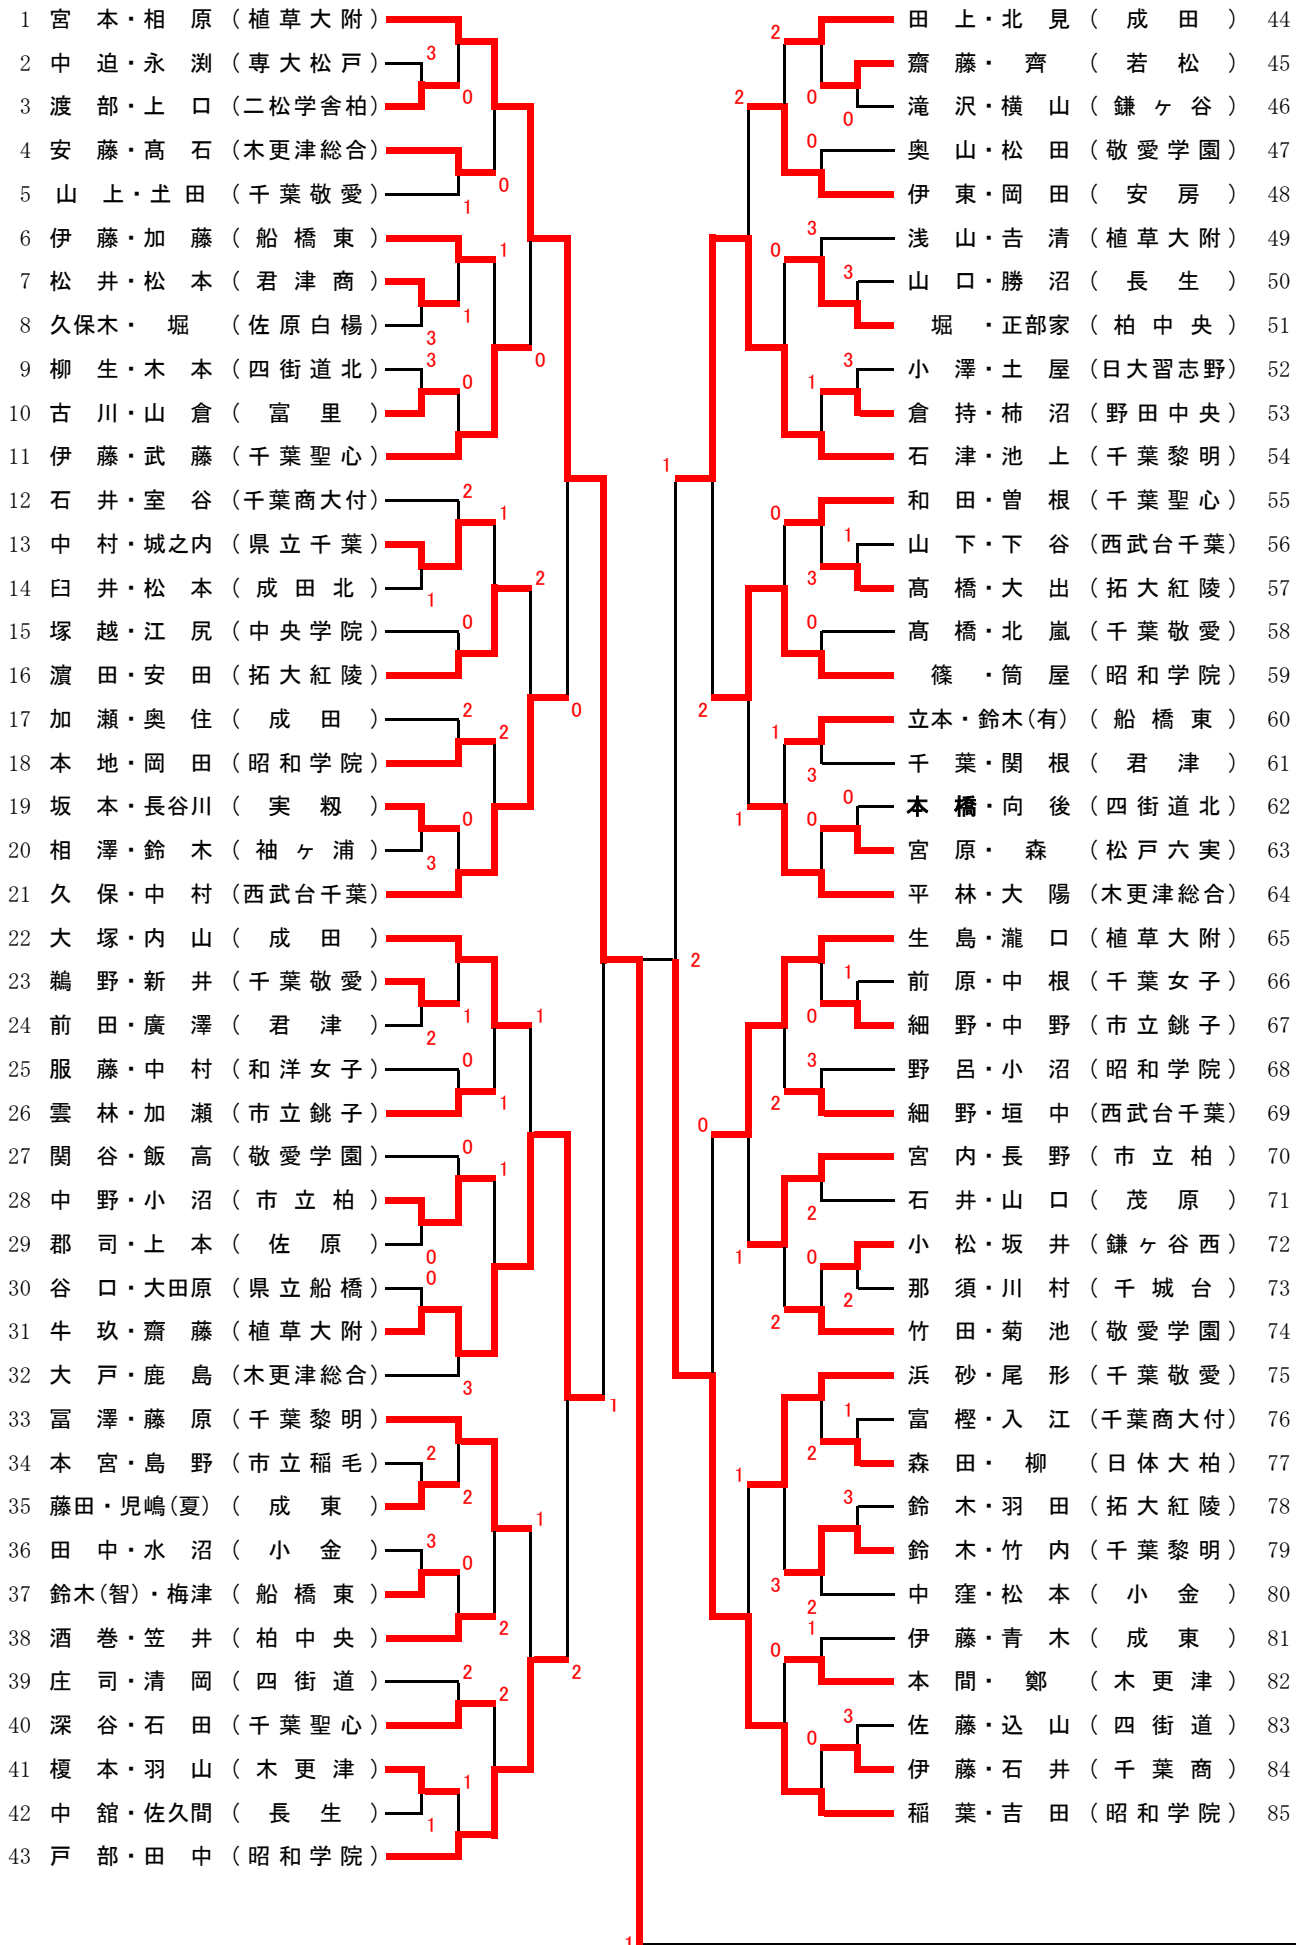 1 宮 本・相 原 (植草大附)
2 中 迫・永 渕 (専大松戸)
3 渡 部・上 口 (二松学舎柏)
4 安 藤・髙 石 (木更津総合)
5 山 上・土 田 (千葉敬愛)
6 伊 藤・加 藤 (船橋東)
7 松 井・松 本 (君津商)
8 久保木・ 堀 (佐原白楊)
9 柳 生・木 本 (四街道北)
10 古 川・山 倉 (富里)
11 伊 藤・武 藤 (千葉聖心)
12 石 井・室 谷 (千葉商大付)
13 中 村・城之内 (県立千葉)
14 臼 井・松 本 (成田北)
15 塚 越・江 尻 (中央学院)
16 濵 田・安 田 (拓大紅陵)
17 加 瀬・奥 住 (成田)
18 本 地・岡 田 (昭和学院)
19 坂 本・長谷川 (実籾)
20 相 澤・鈴 木 (袖ヶ浦)
21 久 保・中 村 (西武台千葉)
22 大 塚・内 山 (成田)
23 鵜 野・新 井 (千葉敬愛)
24 前 田・廣 澤 (君津)
25 服 藤・中 村 (和洋女子)
26 雲 林・加 瀬 (市立銚子)
27 関 谷・飯 高 (敬愛学園)
28 中 野・小 沼 (市立柏)
29 郡 司・上 本 (佐原)
30 谷 口・大田原 (県立船橋)
31 牛 玖・齋 藤 (植草大附)
32 大 戸・鹿 島 (木更津総合)
33 冨 澤・藤 原 (千葉黎明)
34 本 宮・島 野 (市立稲毛)
35 藤田・児嶋(夏) (成東)
36 田 中・水 沼 (小金)
37 鈴木(智)・梅津 (船橋東)
38 酒 巻・笠 井 (柏中央)
39 庄 司・清 岡 (四街道)
40 深 谷・石 田 (千葉聖心)
41 榎 本・羽 山 (木更津)
42 中 舘・佐久間 (長生)
43 戸 部・田 中 (昭和学院)
田 上・北 見 (成田) 44
齋 藤・ 齊 (若松) 45
滝 沢・横 山 (鎌ヶ谷) 46
奥 山・松 田 (敬愛学園) 47
伊 東・岡 田 (安房) 48
浅 山・𠮷 清 (植草大附) 49
山 口・勝 沼 (長生) 50
堀 ・正部家 (柏中央) 51
小 澤・土 屋 (日大習志野) 52
倉 持・柿 沼 (野田中央) 53
石 津・池 上 (千葉黎明) 54
和 田・曽 根 (千葉聖心) 55
山 下・下 谷 (西武台千葉) 56
髙 橋・大 出 (拓大紅陵) 57
髙 橋・北 嵐 (千葉敬愛) 58
篠 ・筒 屋 (昭和学院) 59
立本・鈴木(有) (船橋東) 60
千 葉・関 根 (君津) 61
本 橋・向 後 (四街道北) 62
宮 原・ 森 (松戸六実) 63
平 林・大 陽 (木更津総合) 64
生 島・瀧 口 (植草大附) 65
前 原・中 根 (千葉女子) 66
細 野・中 野 (市立銚子) 67
野 呂・小 沼 (昭和学院) 68
細 野・垣 中 (西武台千葉) 69
宮 内・長 野 (市立柏) 70
石 井・山 口 (茂原) 71
小 松・坂 井 (鎌ヶ谷西) 72
那 須・川 村 (千城台) 73
竹 田・菊 池 (敬愛学園) 74
浜 砂・尾 形 (千葉敬愛) 75
富 樫・入 江 (千葉商大付) 76
森 田・ 柳 (日体大柏) 77
鈴 木・羽 田 (拓大紅陵) 78
鈴 木・竹 内 (千葉黎明) 79
中 窪・松 本 (小金) 80
伊 藤・青 木 (成東) 81
本 間・ 鄭 (木更津) 82
佐 藤・込 山 (四街道) 83
伊 藤・石 井 (千葉商) 84
稲 葉・吉 田 (昭和学院) 85